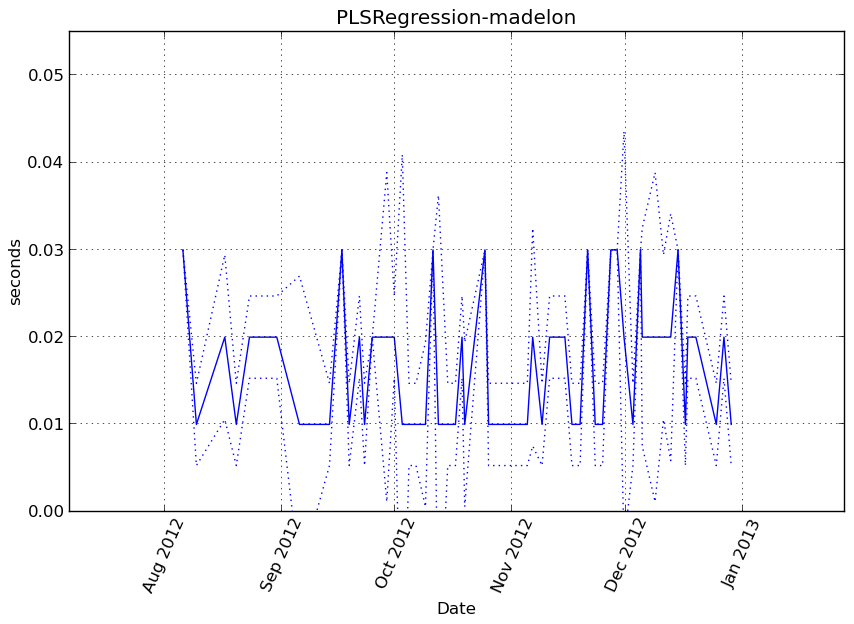 PLSRegression-madelon
0.05
0.04
0.03
0.02
0.01
0.00
seconds
Aug 2012
Sep 2012
Oct 2012
Nov 2012
Dec 2012
Jan 2013
Date